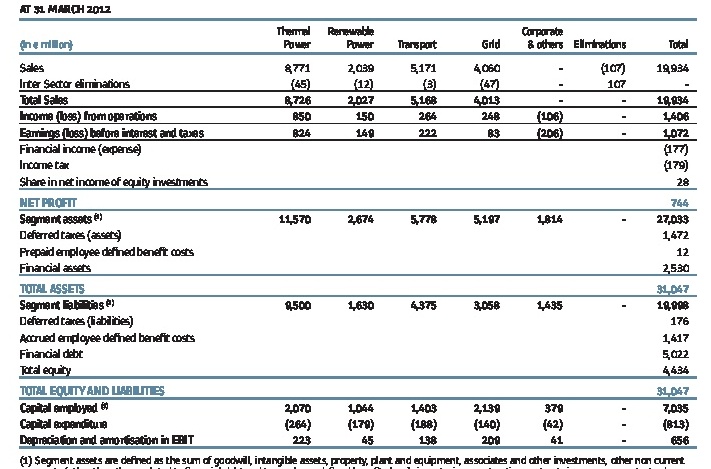 AT 31 MARCH 2012
(in € million) Thermal Power Renewable Power Transport Grid Corporate & others Eliminations Total
Sales 8,771 2,039 5,171 4,060 - (107) 19,934
Inter Sector eliminations (45) (12) (3) (47) - 107 -
Total Sales 8,726 2,027 5,168 4,013 - - 19,934
Income (loss) from operations 850 150 264 248 (106) - 1,406
Earnings (loss) before interest and taxes 824 149 222 83 (206) - 1,072
Financial income (expense) (177)
Income tax (179)
Share in net income of equity investments 28
NET PROFIT 744
Segment assets (1) 11,570 2,674 5,778 5,197 1,814 - 27,033
Deferred taxes (assets) 1,472
Prepaid employee defined benefit costs 12
Financial assets 2,530
TOTAL ASSETS 31,047
Segment liabilities 9,500 1,630 4,375 3,058 1,435 - 19,998
Deferred taxes (liabilities) 176
Accrued employee defined benefit costs 1,417
Financial debt 5,022
Total equity 4,434
TOTAL EQUITY AND LIABILITIES 31,047
Capital employed 2,070 1,044 1,403 2,139 379 - 7,035
Capital expenditure (264) (179) (188) (140) (42) - (813)
Depreciation and amortisation in EBIT 223 45 138 209 41 - 656
(1) Segment assets are defined as the sum of goodwill, intangible assets, property, plant and equipment, associates and other investments, other non current